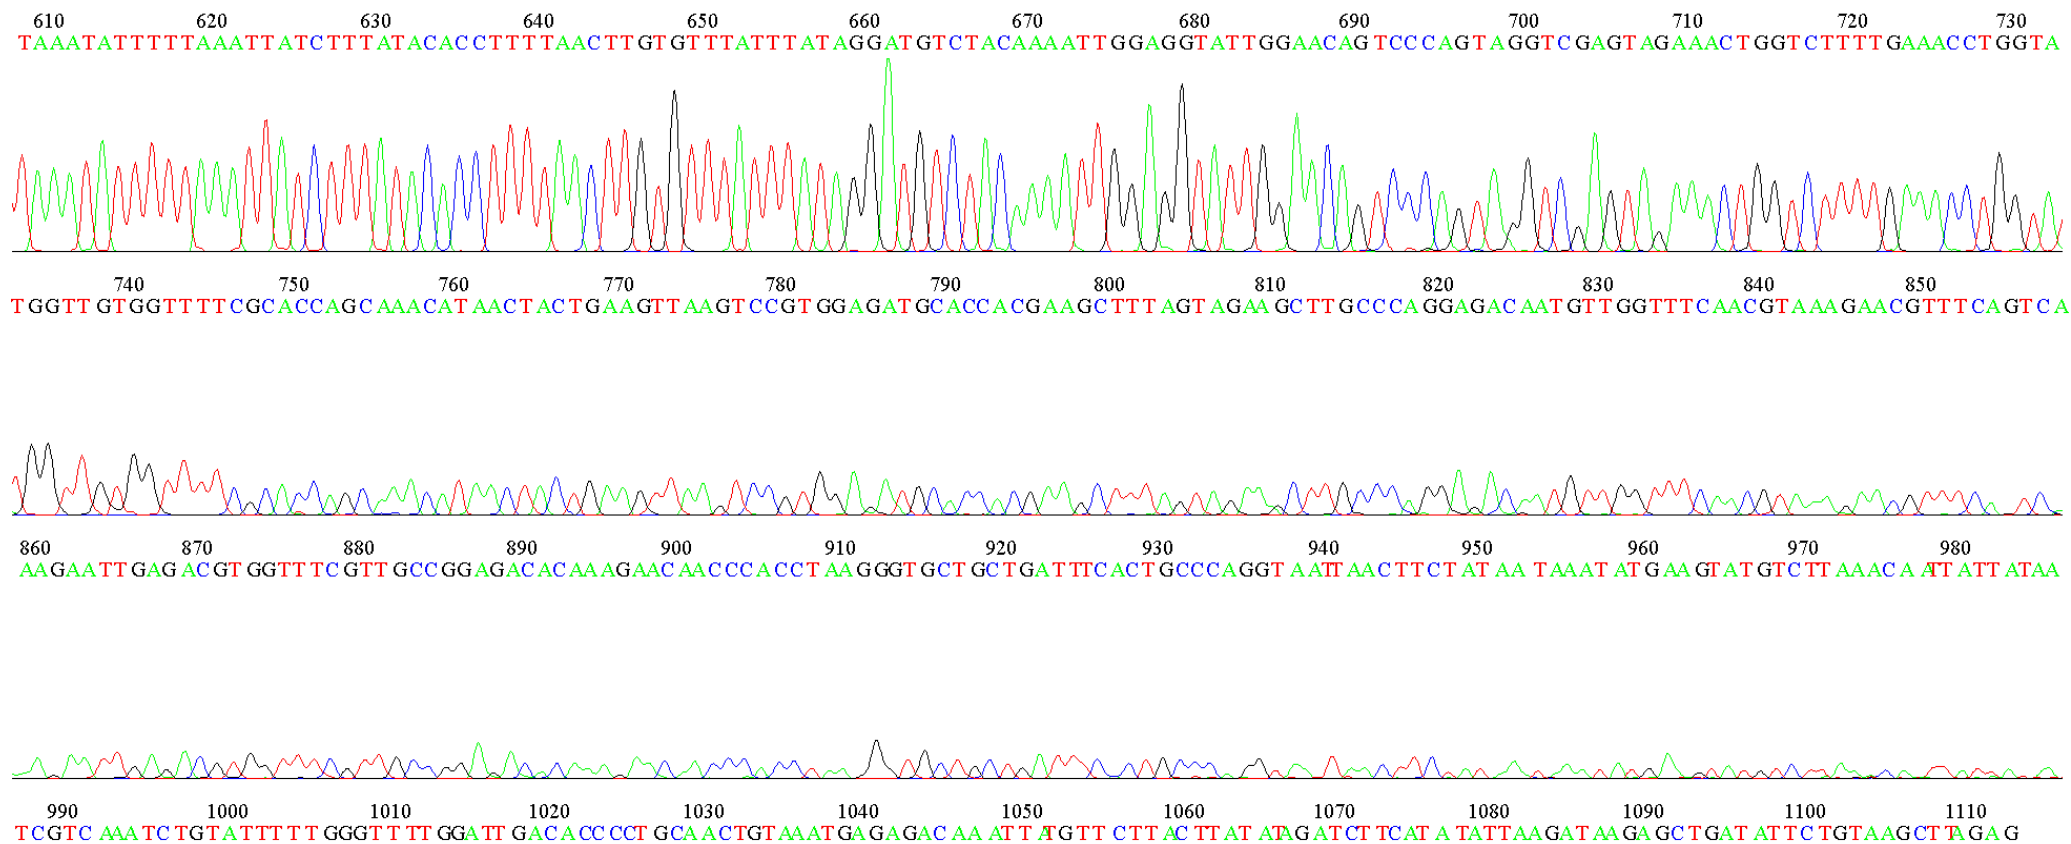 610 620 630 640 650 660 670 680 690 700 710 720 730
TAAATATTTTTAAATTATCTTTATACACCTTTTAACTTGTGTTTATTTATAGGATGTCTACAAAATTGGAGGTATTGGAACAGTCCCAGTAGGTCGAGTAGAAACTGGTCTTTTGAAACCTGGTA
740 750 760 770 780 790 800 810 820 830 840 850
TGGTTGTGGTTTTCGCACCAGCAAACATAACTACTGAAGTTAAGTCCGTGGAGATGCACCACGAAGCTTTAGTAGAAGCTTGCCCAGGAGACAATGTTGGTTTCAACGTAAAGAACGTTTCAGTCA
860 870 880 890 900 910 920 930 940 950 960 970 980
AAGAATTGAGACGTGGTTTCGTTGCCGGAGACACAAAGAACAACCCACCTAAGGGTGCTGCTGATTTCACTGCCCAGGTAATTAACTTCTATAATAAATATGAAGTATGTCTTAAACAATTATTATAA
990 1000 1010 1020 1030 1040 1050 1060 1070 1080 1090 1100 1110
TCGTCAAATCTGTATTTTTGGGTTTTGGATTGACACCCCTGCAACTGTAAATGAGAGACAAATTATGTTCTTACTTATATAGATCTTCATATATTAAGATAAGAGCTGATATTCTGTAAGCTTAGAG